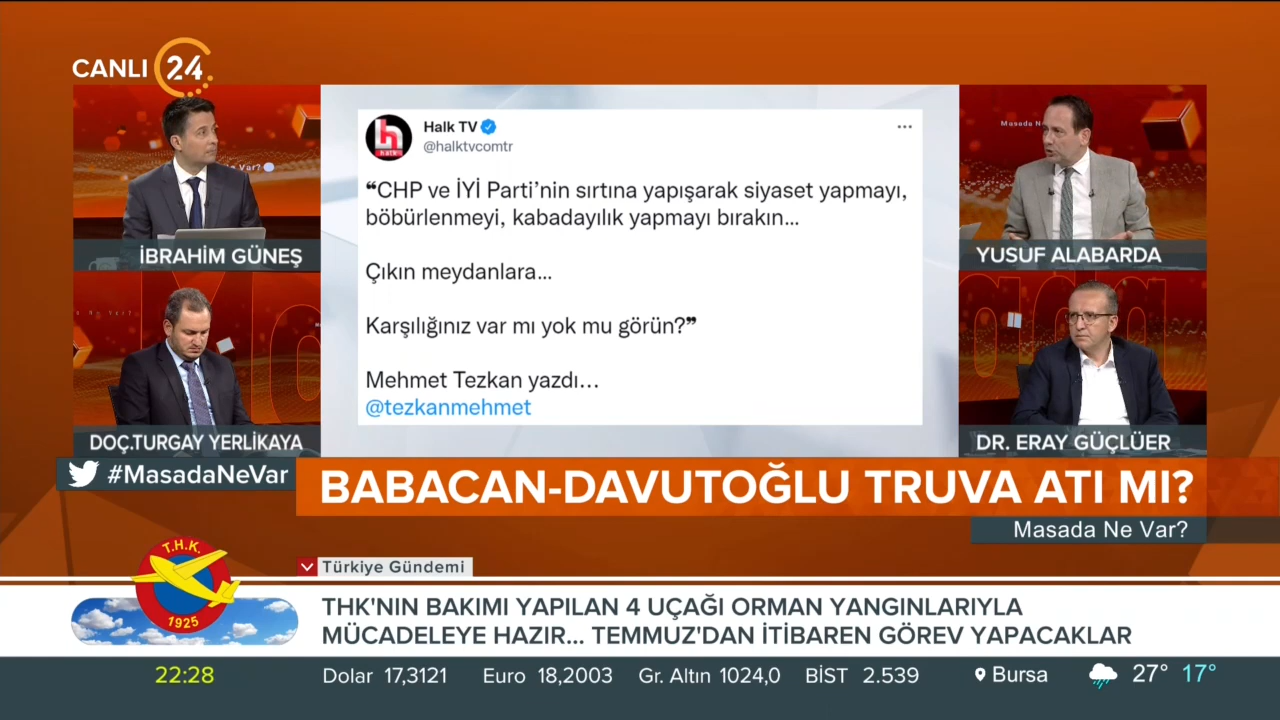 CANLI 24
Halk TV
@halktvcomtr
halk
“CHP ve İYİ Parti’nin sırtına yapışarak siyaset yapmayı,
böbürlenmeyi, kabadayılık yapmayı bırakın...
Çıkın meydanlara...
Karşılığınız var mı yok mu görün?”
Mehmet Tezkan yazdı...
@tezkanmehmet
İBRAHİM GÜNEŞ
YUSUF ALABARDA
DOÇ.TURGAY YERLİKAYA
DR. ERAY GÜÇLÜER
#MasadaNeVar
BABACAN-DAVUTOĞLU TRUVA ATI MI?
Masada Ne Var?
Türkiye Gündemi
T.H.K.
1925
THK'NIN BAKIMI YAPILAN 4 UÇAĞI ORMAN YANGINLARIYLA
MÜCADELEYE HAZIR... TEMMUZ'DAN İTİBAREN GÖREV YAPACAKLAR
22:28 Dolar 17,3121 Euro 18,2003 Gr. Altın 1024,0 BİST 2.539 Bursa 27° 17°